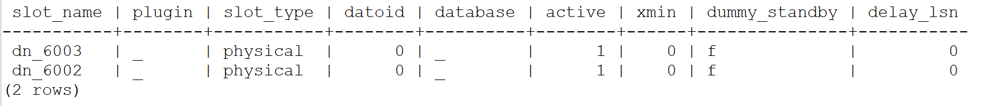 slot_name | plugin | slot_type | datoid | database | active | xmin | dummy_standby | delay_lsn
-----------+--------+-----------+--------+----------+--------+------+---------------+-----------
 dn_6003   | _      | physical  |      0 | _        |      1 |    0 | f             |         0
 dn_6002   | _      | physical  |      0 | _        |      1 |    0 | f             |         0
(2 rows)